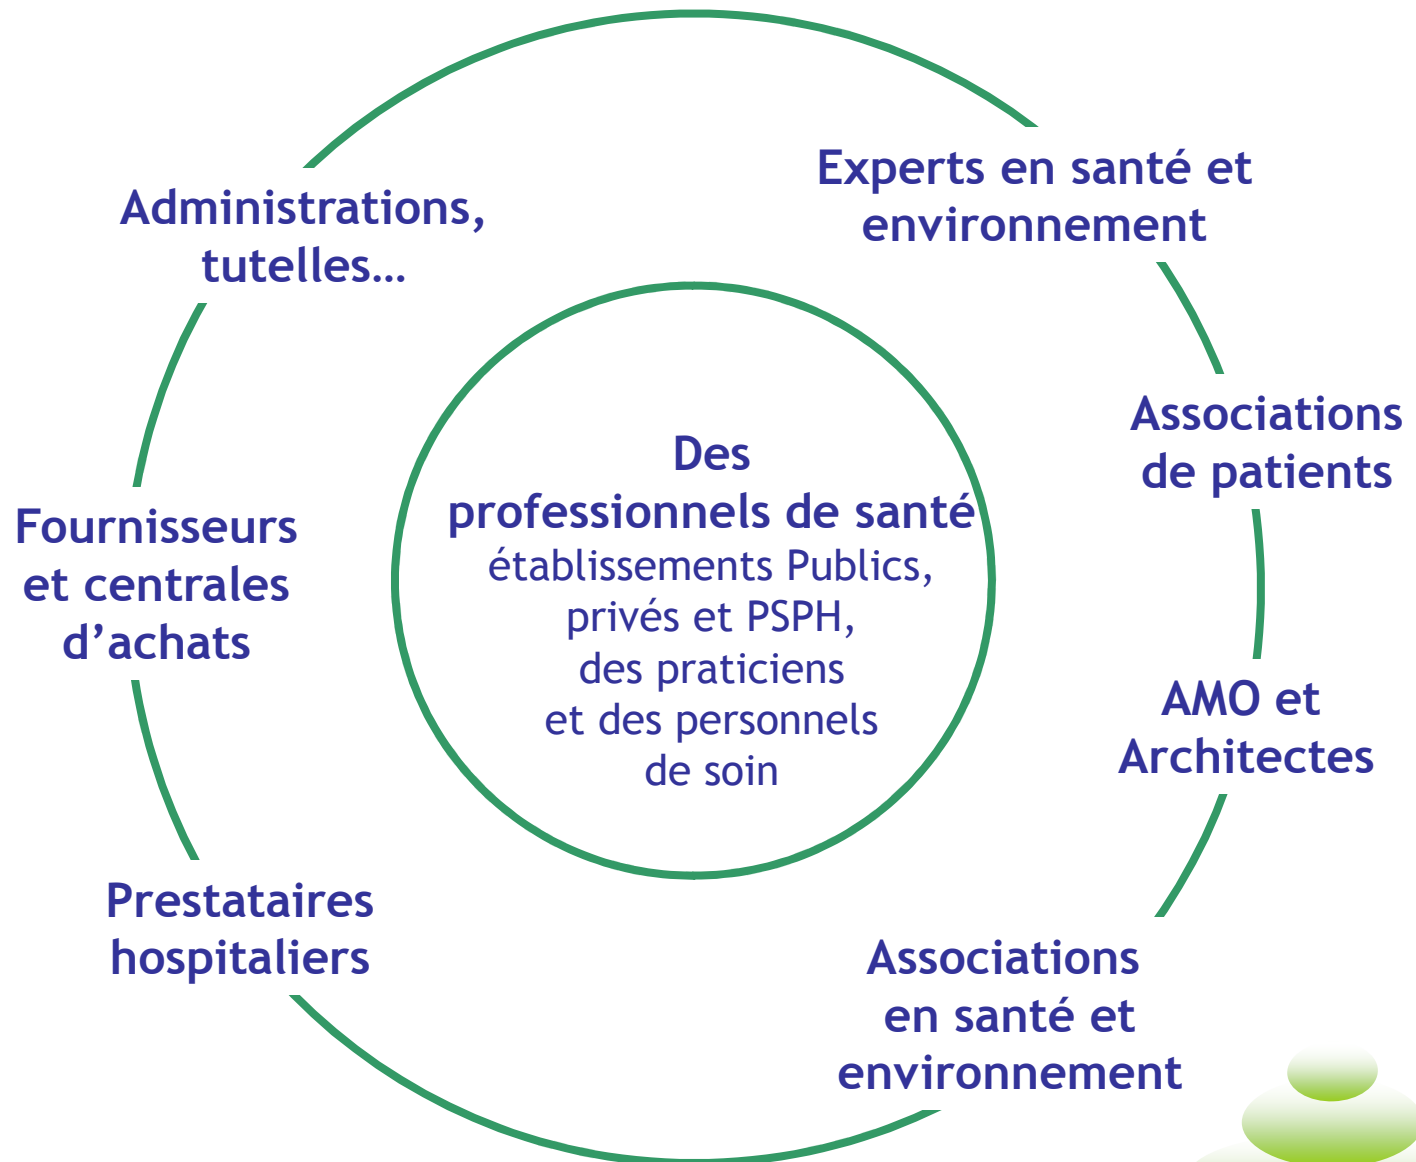 Experts en santé et
environnement
Administrations,
tutelles…
Associations
de patients
Des
professionnels de santé
établissements Publics,
privés et PSPH,
des praticiens
et des personnels
de soin
Fournisseurs
et centrales
d’achats
AMO et
Architectes
Prestataires
hospitaliers
Associations
en santé et
environnement